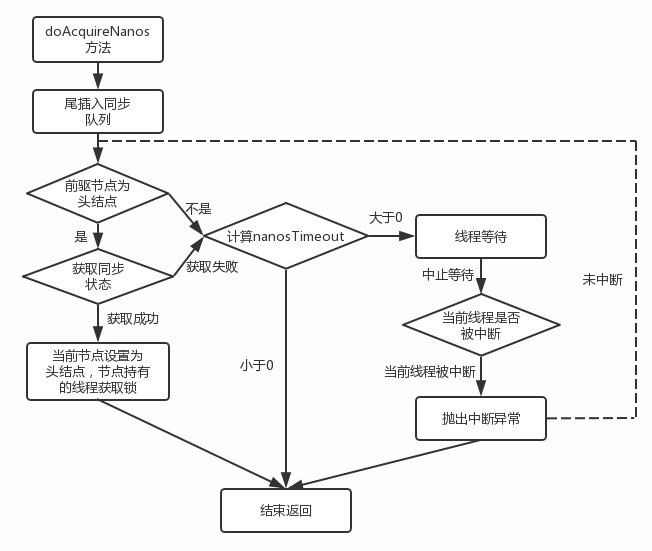 doAcquireNanos
方法
尾插入同步
队列
前驱节点为
头结点
不是
是
计算nanosTimeout
大于0
线程等待
获取同步
状态
获取失败
中止等待
未中断
获取成功
当前线程是否
被中断
当前节点设置为
头结点，节点持有
的线程获取锁
小于0
当前线程被中断
抛出中断异常
结束返回